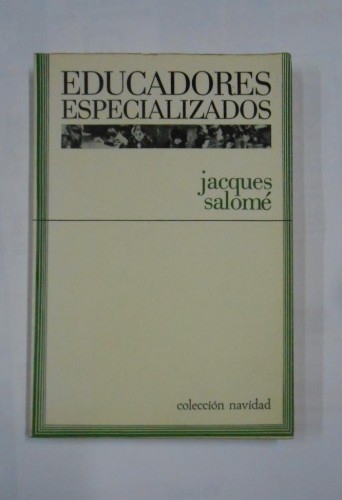 EDUCADORES
ESPECIALIZADOS
jacques
salomé
colección navidad